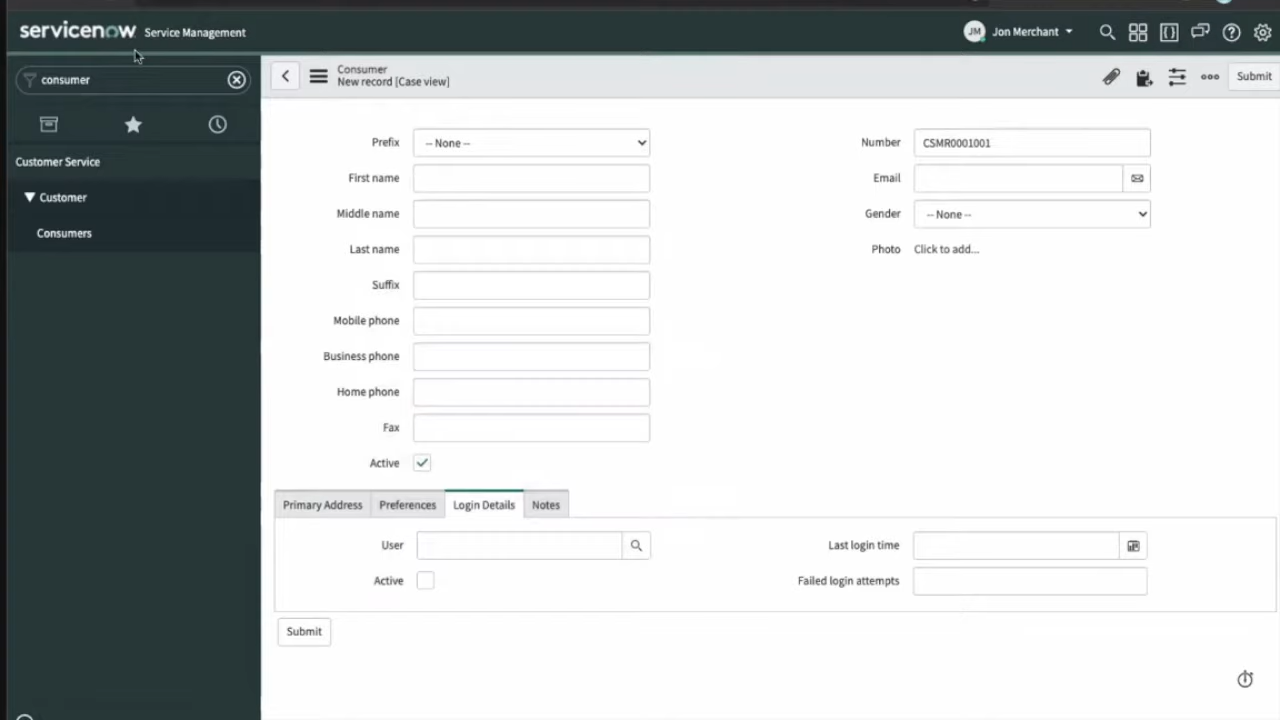 servicenow Service Management
JM Jon Merchant
consumer
Consumer
New record [Case view]
Submit
Customer Service
Customer
Consumers
Prefix -- None --
First name
Middle name
Last name
Suffix
Mobile phone
Business phone
Home phone
Fax
Active
Number CSMR0001001
Email
Gender -- None --
Photo Click to add...
Primary Address Preferences Login Details Notes
User
Active
Last login time
Failed login attempts
Submit